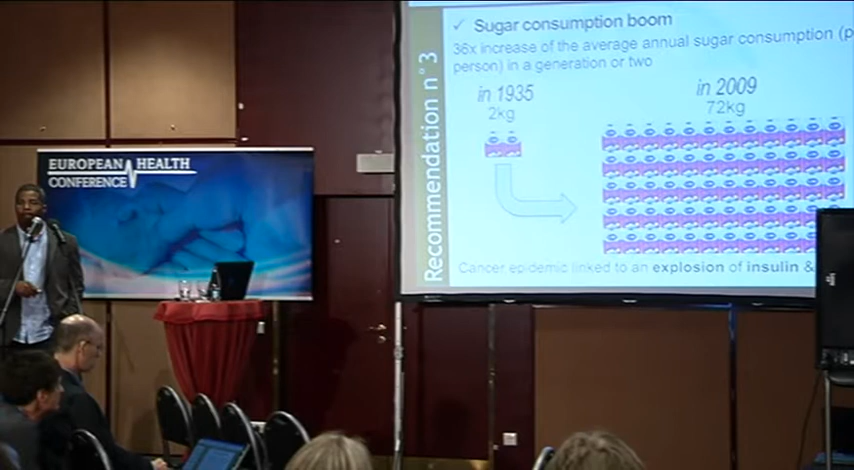 EUROPEAN HEALTH
CONFERENCE
Recommendation n°3
✓ Sugar consumption boom
36x increase of the average annual sugar consumption (p
person) in a generation or two
in 1935
2kg
in 2009
72kg
Cancer epidemic linked to an explosion of insulin &